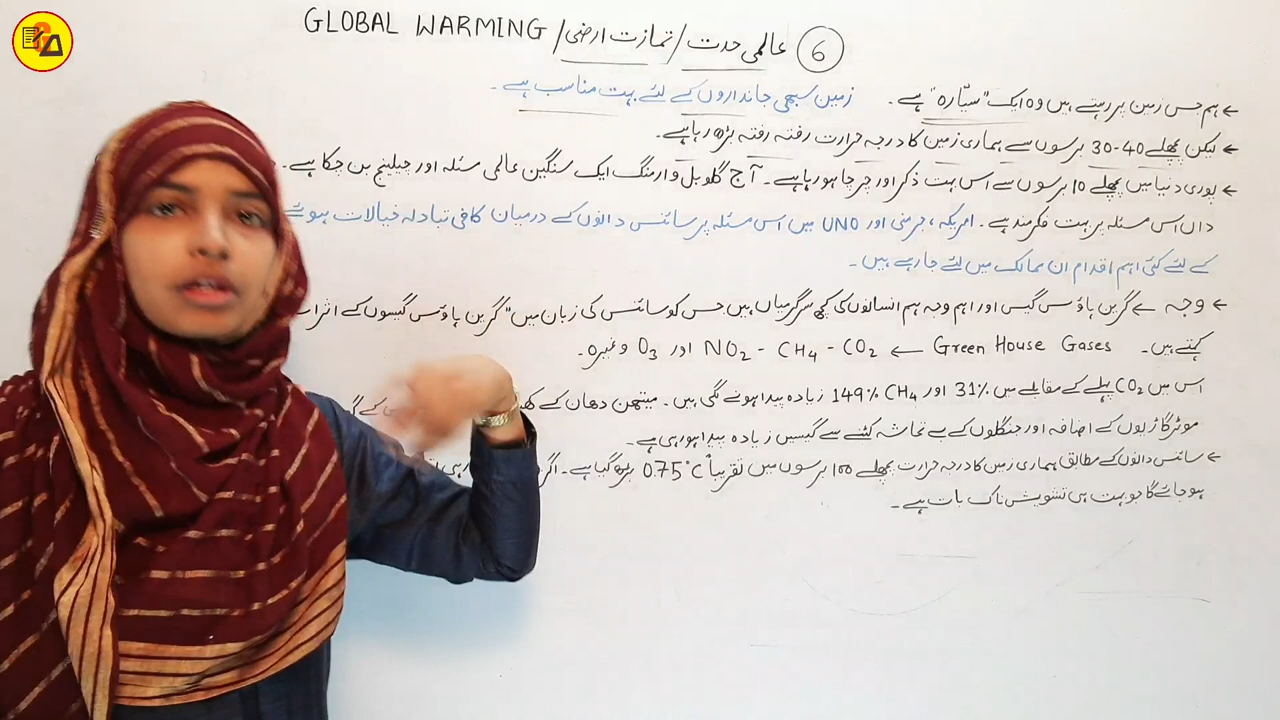 ⑥ عالمی حدت / تمازت ارضی / GLOBAL WARMING
← ہم جس زمین پر رہتے ہیں وہ ایک "سیّارہ" ہے۔ زمین سبھی جانداروں کے لئے بہت مناسب ہے۔
← لیکن پچھلے 40-30 برسوں سے ہماری زمین کا درجہ حرارت رفتہ رفتہ بڑھ رہا ہے۔
← پوری دنیا میں پچھلے 10 برسوں سے اس بہت ذکر اور چرچا ہو رہا ہے۔ آج گلوبل وارمنگ ایک سنگین عالمی مسئلہ اور چیلینج بن چکا ہے۔
داں اس مسئلہ پر بہت فکرمند ہے۔ امریکہ، جرمنی اور UNO میں اس مسئلہ پر سائنس دانوں کے درمیان کافی تبادلہ خیالات ہوئے
کے لئے کئی اہم اقدام ان ممالک میں لئے جا رہے ہیں۔
← وجہ ← گرین ہاؤس گیس اور اہم وجہ ہم انسانوں کی کچھ سرگرمیاں ہیں جس کو سائنس کی زبان میں "گرین ہاؤس گیسوں کے
کہتے ہیں۔ Green House Gases ← CO2 - CH4 - NO2 اور O3 وغیرہ۔
اس میں CO2 پہلے کے مقابلے میں 31% اور CH4 149% زیادہ پیدا ہونے لگی ہیں۔ میتھن دھان کے
موٹر گاڑیوں کے اضافہ اور جنگلوں کے بے تحاشہ کٹنے سے گیسیں زیادہ پیدا ہو رہی ہے۔
← سائنس دانوں کے مطابق ہماری زمین کا درجہ حرارت پچھلے 100 برسوں میں تقریباً 0.75°C بڑھ گیا ہے۔
ہو جائے گا جو بہت ہی تشویش ناک بات ہے۔